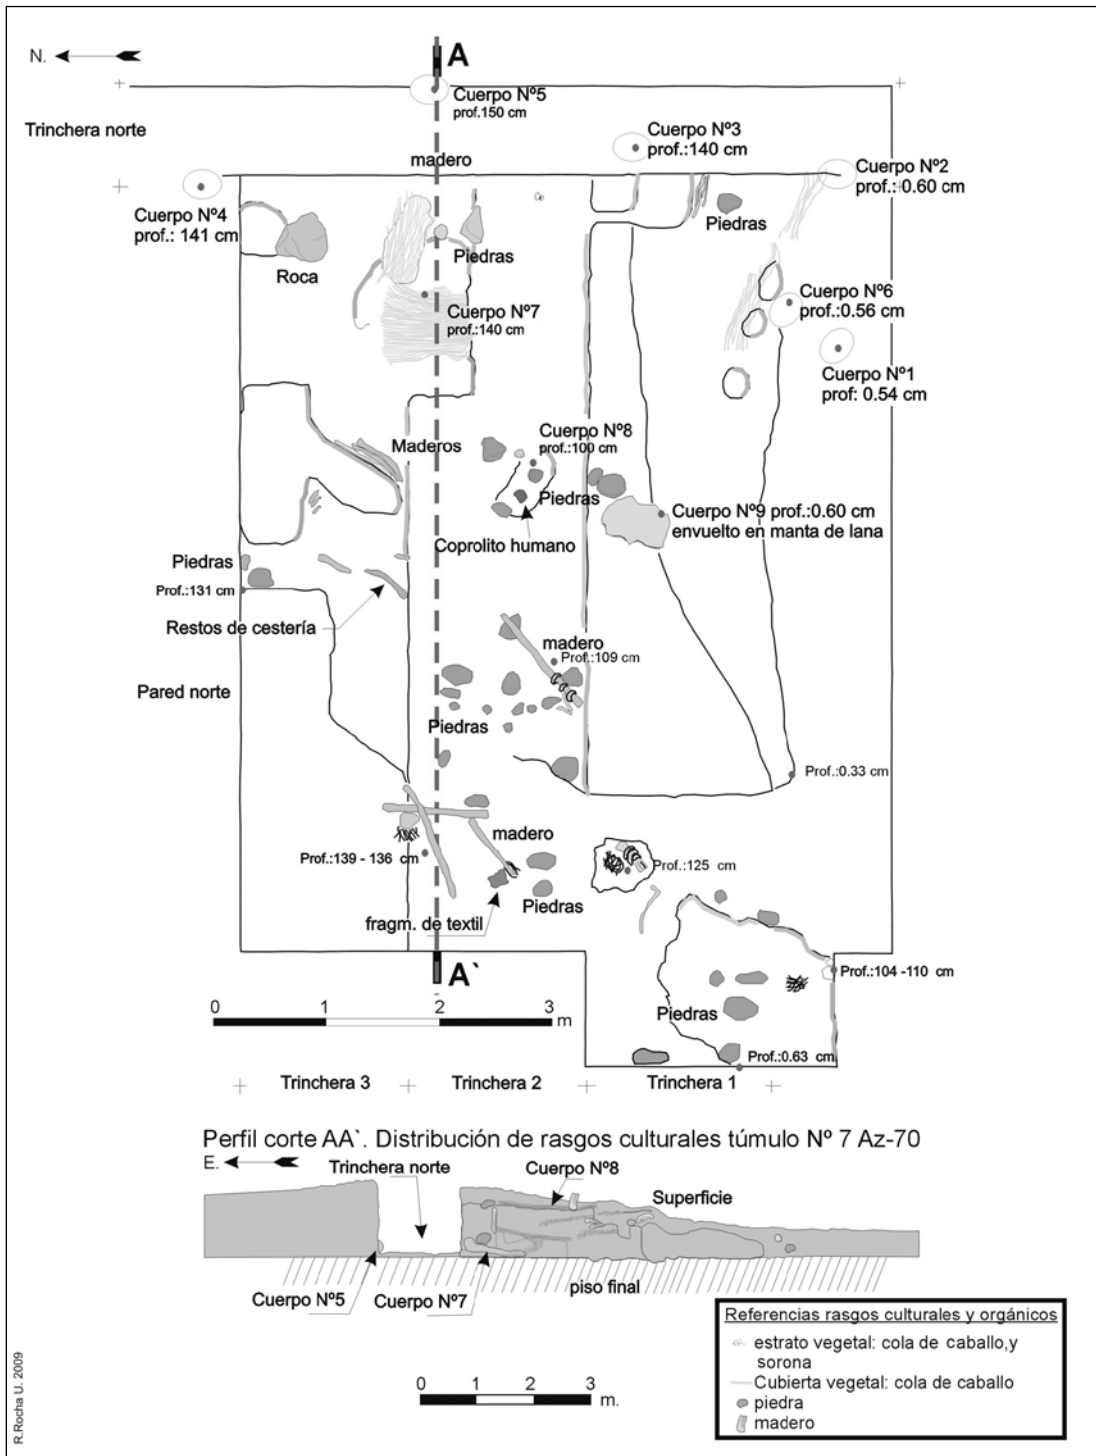 N.
A
Cuerpo Nº5
prof.150 cm
Trinchera norte
Cuerpo Nº3
prof.:140 cm
madero
Cuerpo Nº2
prof.:0.60 cm
Cuerpo Nº4
prof.: 141 cm
Roca
Piedras
Piedras
Cuerpo Nº7
prof.:140 cm
Cuerpo Nº6
prof.:0.56 cm
Cuerpo Nº1
prof: 0.54 cm
Maderos
Cuerpo Nº8
prof.:100 cm
Piedras
Cuerpo Nº9 prof.:0.60 cm
envuelto en manta de lana
Coprolito humano
Piedras
Prof.:131 cm
Restos de cestería
madero
Prof.:109 cm
Pared norte
Piedras
Prof.:0.33 cm
madero
Prof.:139 - 136 cm
Prof.:125 cm
Piedras
fragm. de textil
A`
Prof.:104 -110 cm
Piedras
Prof.:0.63 cm
0 1 2 3 m
Trinchera 3 Trinchera 2 Trinchera 1
Perfil corte AA`. Distribución de rasgos culturales túmulo Nº 7 Az-70
E.
Trinchera norte
Cuerpo Nº8
Superficie
Cuerpo Nº5
Cuerpo Nº7
piso final
Referencias rasgos culturales y orgánicos
estrato vegetal: cola de caballo,y
sorona
Cubierta vegetal: cola de caballo
piedra
madero
0 1 2 3 m.
R.Rocha U. 2009